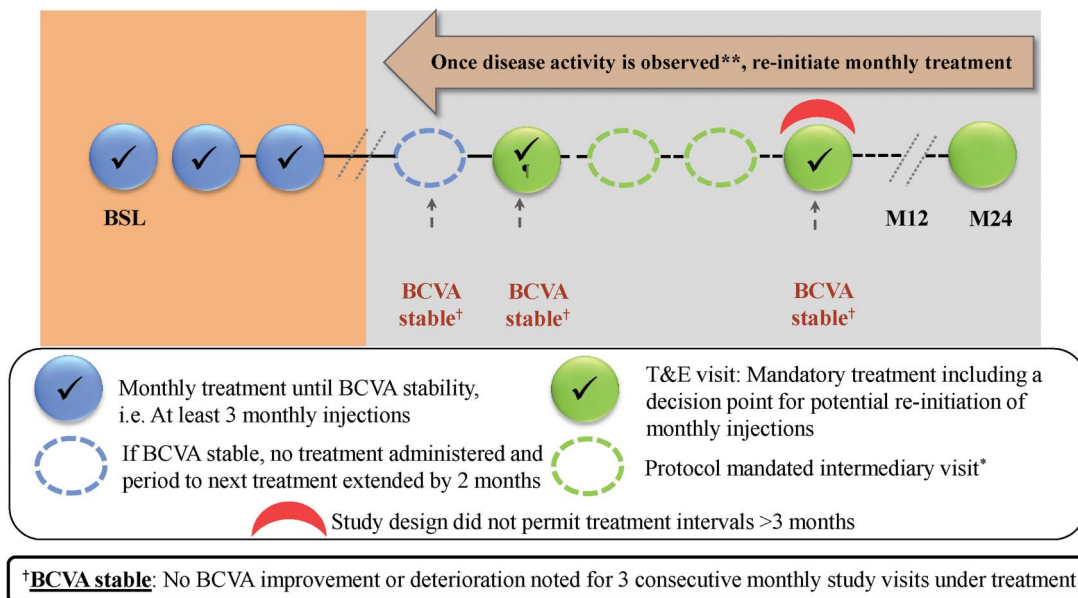 Once disease activity is observed**, re-initiate monthly treatment
¶
BSL
M12
M24
BCVA
stable†
BCVA
stable†
BCVA
stable†
Monthly treatment until BCVA stability,
i.e. At least 3 monthly injections
T&E visit: Mandatory treatment including a
decision point for potential re-initiation of
monthly injections
If BCVA stable, no treatment administered and
period to next treatment extended by 2 months
Protocol mandated intermediary visit*
Study design did not permit treatment intervals >3 months
†BCVA stable: No BCVA improvement or deterioration noted for 3 consecutive monthly study visits under treatment